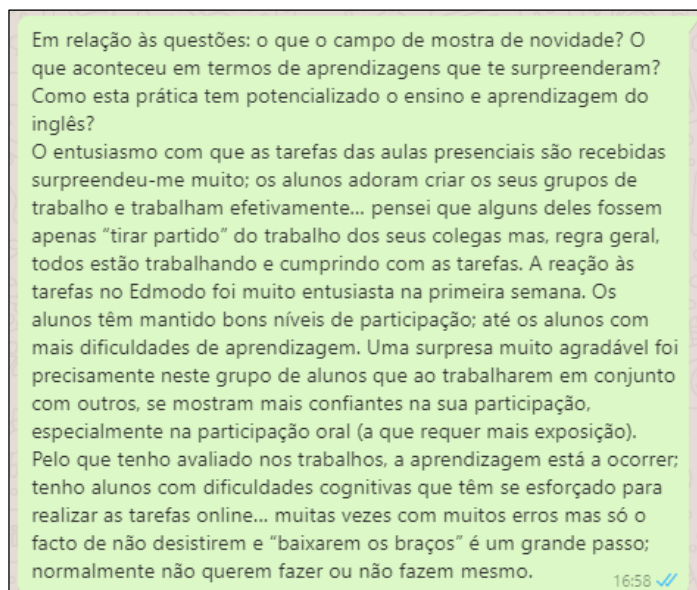 Em relação às questões: o que o campo de mostra de novidade? O
que aconteceu em termos de aprendizagens que te surpreenderam?
Como esta prática tem potencializado o ensino e aprendizagem do
inglês?
O entusiasmo com que as tarefas das aulas presenciais são recebidas
surpreendeu-me muito; os alunos adoram criar os seus grupos de
trabalho e trabalham efetivamente... pensei que alguns deles fossem
apenas “tirar partido” do trabalho dos seus colegas mas, regra geral,
todos estão trabalhando e cumprindo com as tarefas. A reação às
tarefas no Edmodo foi muito entusiasta na primeira semana. Os
alunos têm mantido bons níveis de participação; até os alunos com
mais dificuldades de aprendizagem. Uma surpresa muito agradável foi
precisamente neste grupo de alunos que ao trabalharem em conjunto
com outros, se mostram mais confiantes na sua participação,
especialmente na participação oral (a que requer mais exposição).
Pelo que tenho avaliado nos trabalhos, a aprendizagem está a ocorrer;
tenho alunos com dificuldades cognitivas que têm se esforçado para
realizar as tarefas online... muitas vezes com muitos erros mas só o
facto de não desistirem e “baixarem os braços” é um grande passo;
normalmente não querem fazer ou não fazem mesmo.
16:58